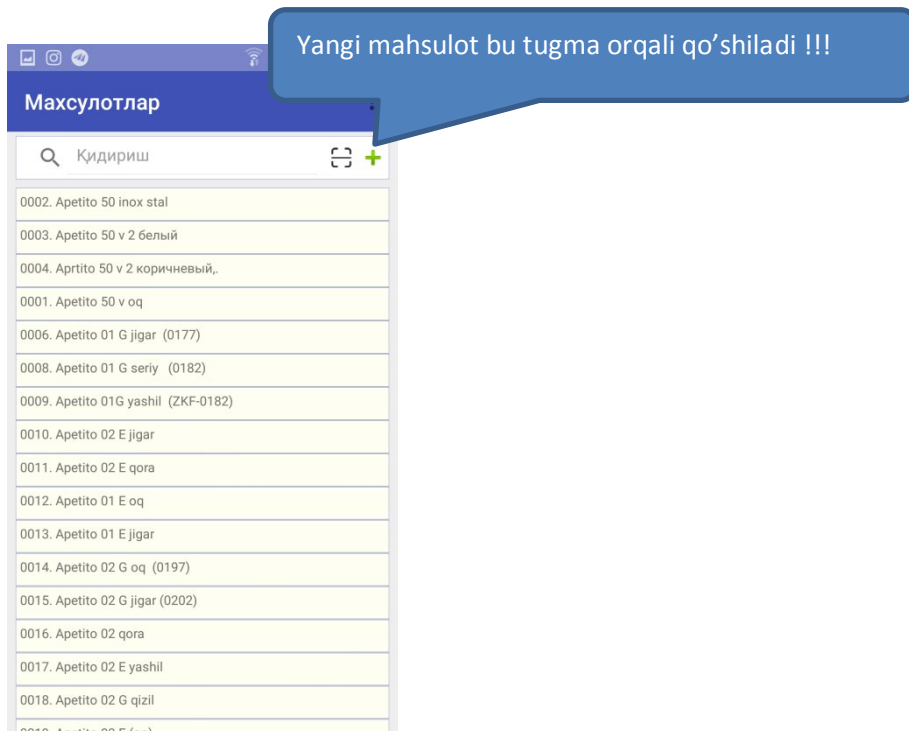 Yangi mahsulot bu tugma orqali qo’shiladi !!!
Махсулотлар
Қидириш
0002. Apetito 50 inox stal
0003. Apetito 50 v 2 белый
0004. Aprtito 50 v 2 коричневый,.
0001. Apetito 50 v oq
0006. Apetito 01 G jigar (0177)
0008. Apetito 01 G seriy (0182)
0009. Apetito 01G yashil (ZKF-0182)
0010. Apetito 02 E jigar
0011. Apetito 02 E qora
0012. Apetito 01 E oq
0013. Apetito 01 E jigar
0014. Apetito 02 G oq (0197)
0015. Apetito 02 G jigar (0202)
0016. Apetito 02 qora
0017. Apetito 02 E yashil
0018. Apetito 02 G qizil